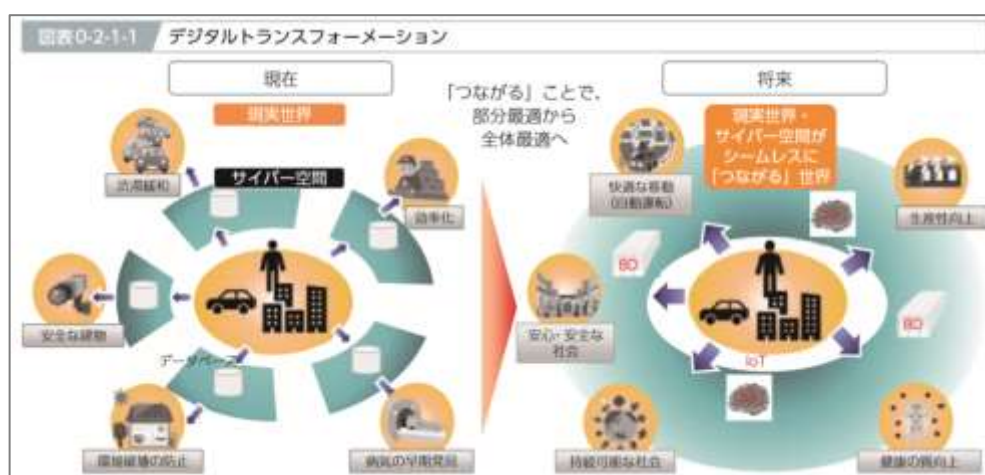 図表0-2-1-1 デジタルトランスフォーメーション
現在
現実世界
サイバー空間
渋滞緩和
効率化
安全な建物
データベース
環境破壊の防止
病気の早期発見
「つながる」ことで、
部分最適から
全体最適へ
将来
現実世界・
サイバー空間が
シームレスに
「つながる」世界
快適な移動
(自動運転)
生産性向上
BD
BD
安心・安全な
社会
IoT
持続可能な社会
健康の質向上